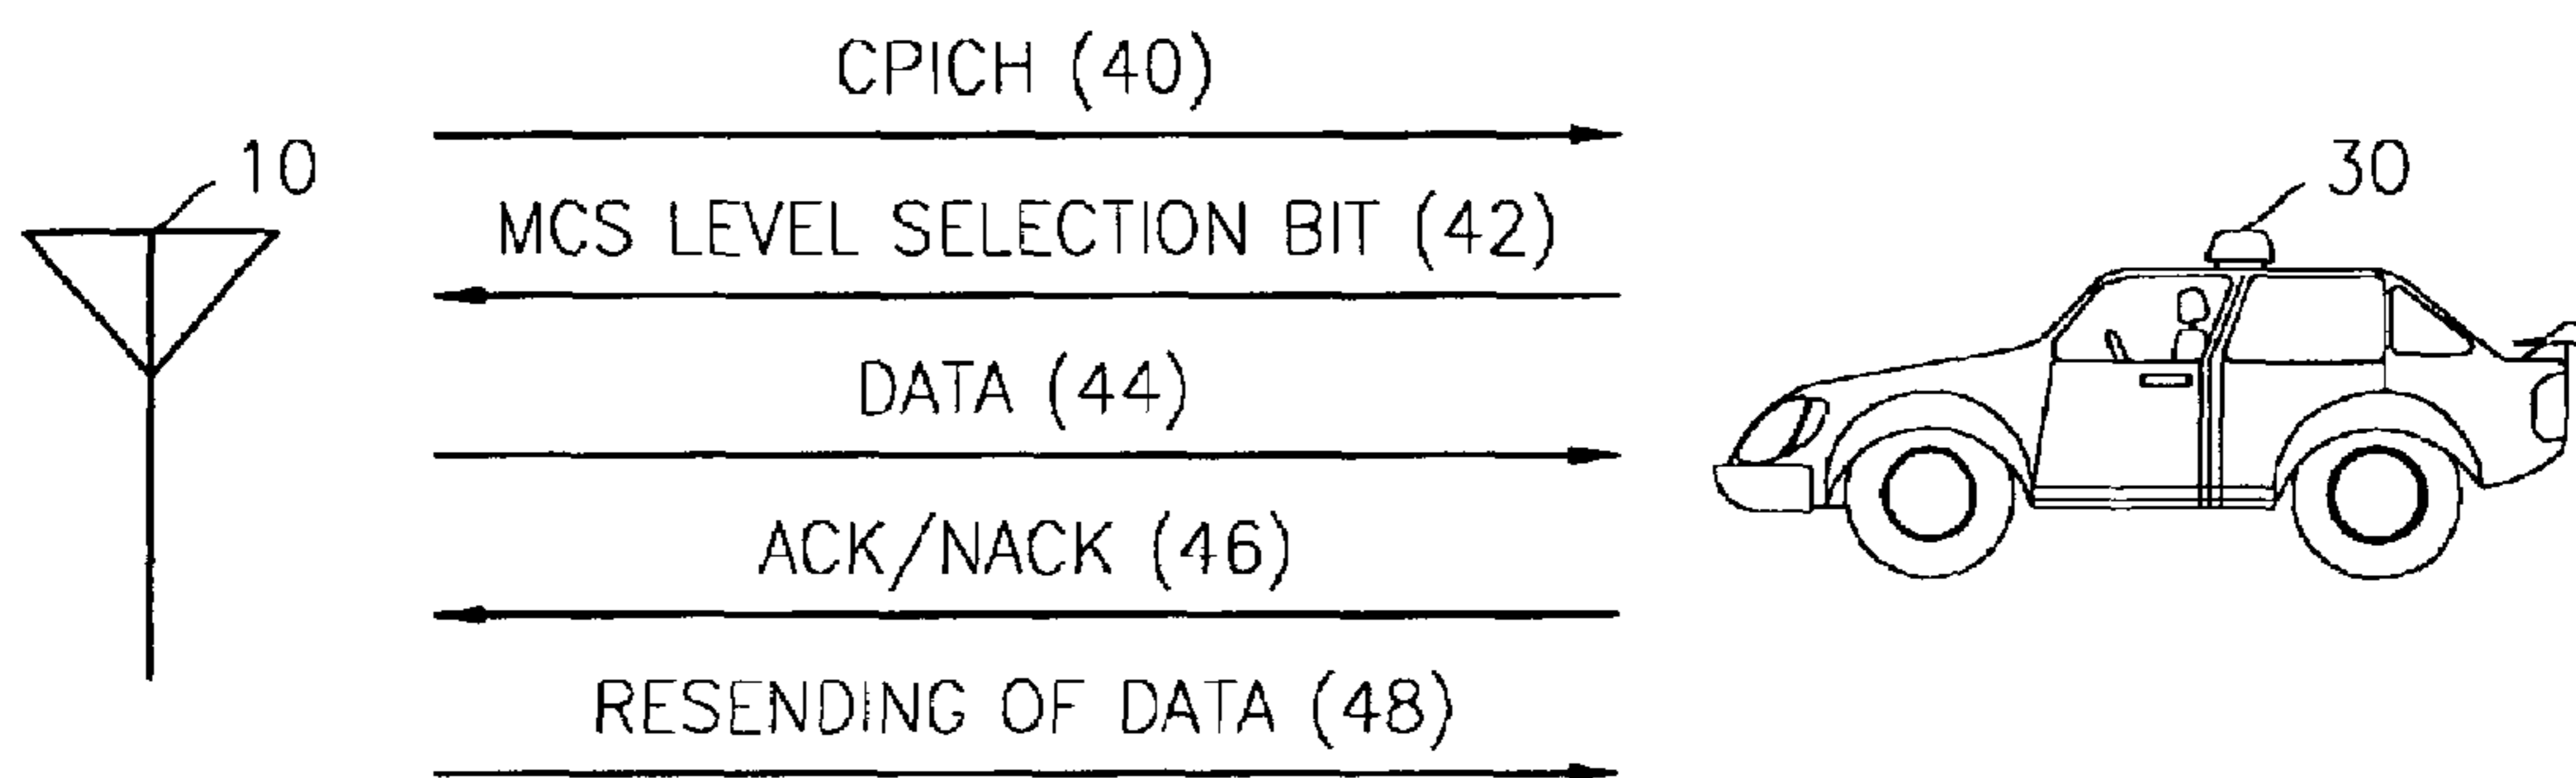 CPICH (40)
10
30
MCS LEVEL SELECTION BIT (42)
DATA (44)
ACK/NACK (46)
RESENDING OF DATA (48)